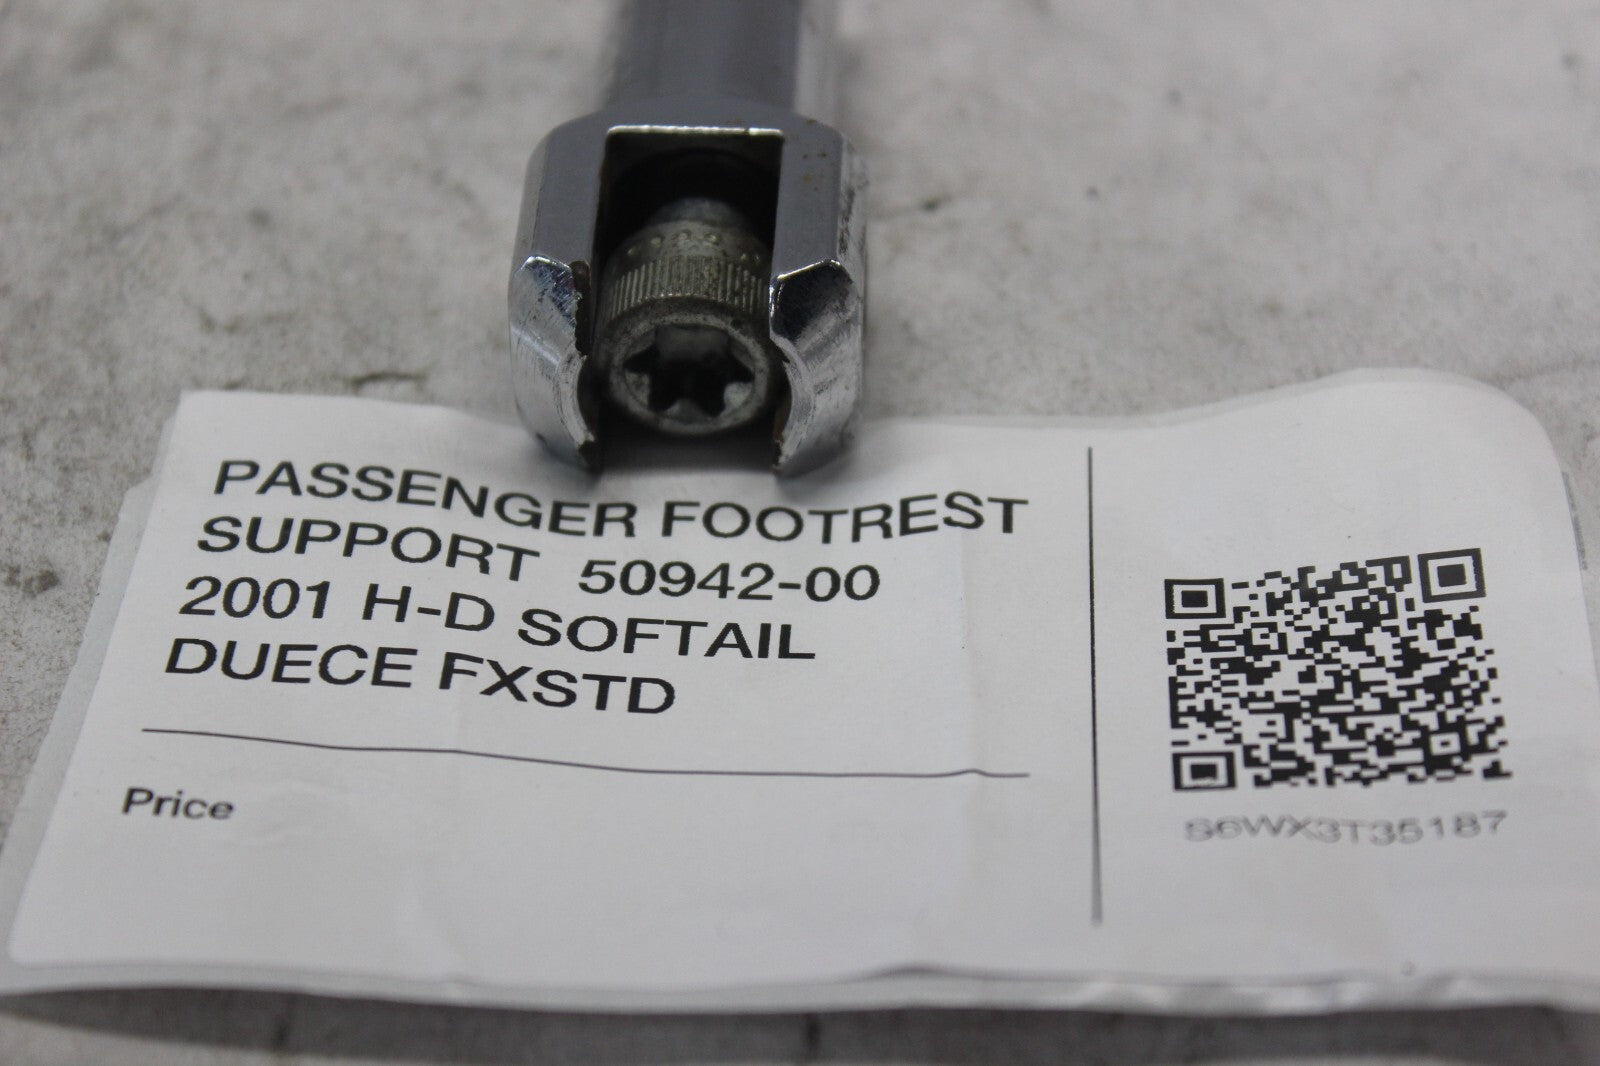 PASSENGER FOOTREST
SUPPORT 50942-00
2001 H-D SOFTAIL
DUECE FXSTD
Price
S6WX3T35187